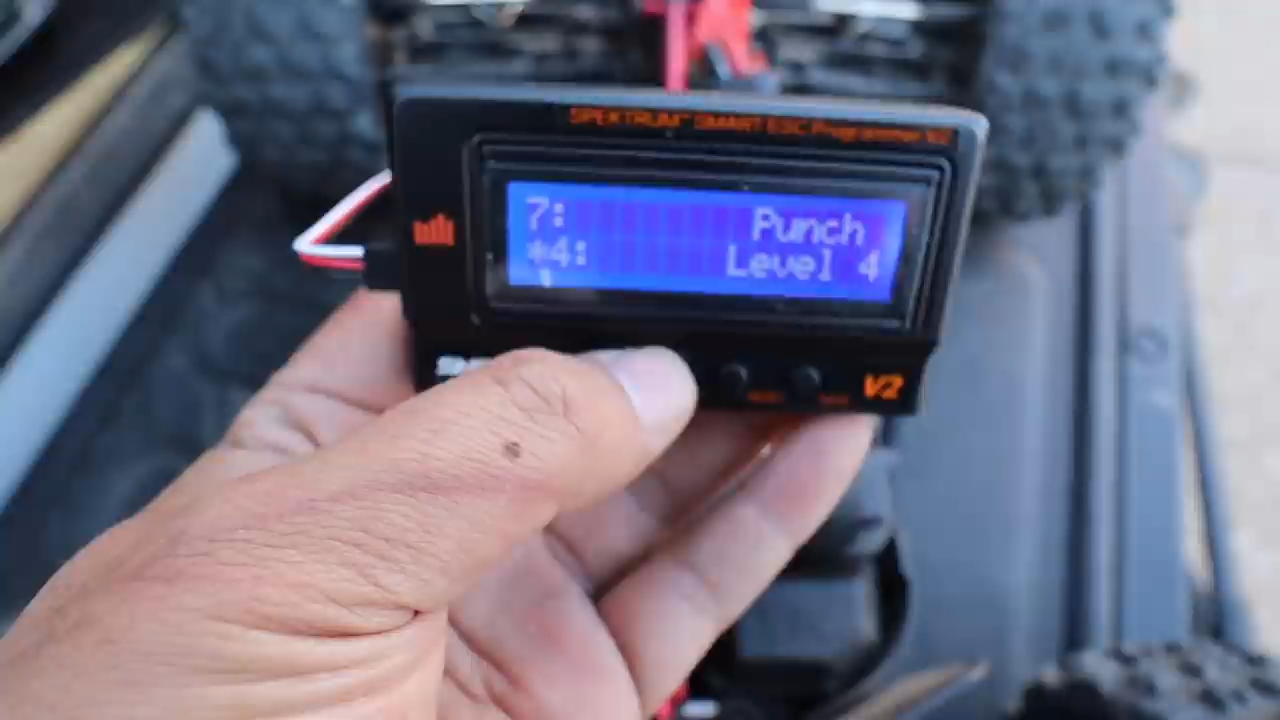 SPEKTRUM™ SMART ESC Programmer V2
7: Punch
*4: Level 4
V2